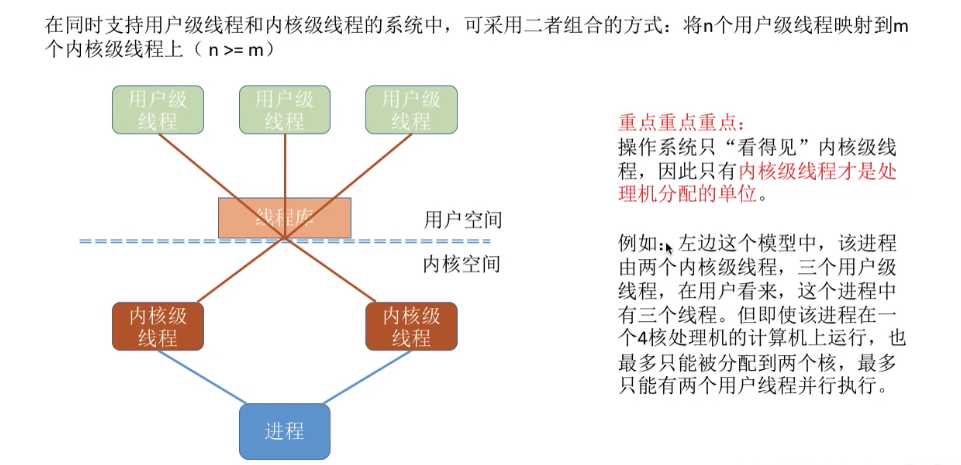 在同时支持用户级线程和内核级线程的系统中，可采用二者组合的方式：将n个用户级线程映射到m
个内核级线程上（ n >= m）
用户级
线程
用户级
线程
用户级
线程
线程库
用户空间
内核空间
内核级
线程
内核级
线程
进程
重点重点重点：
操作系统只“看得见”内核级线
程，因此只有内核级线程才是处
理机分配的单位。
例如：左边这个模型中，该进程
由两个内核级线程，三个用户级
线程，在用户看来，这个进程中
有三个线程。但即使该进程在一
个4核处理机的计算机上运行，也
最多只能被分配到两个核，最多
只能有两个用户线程并行执行。